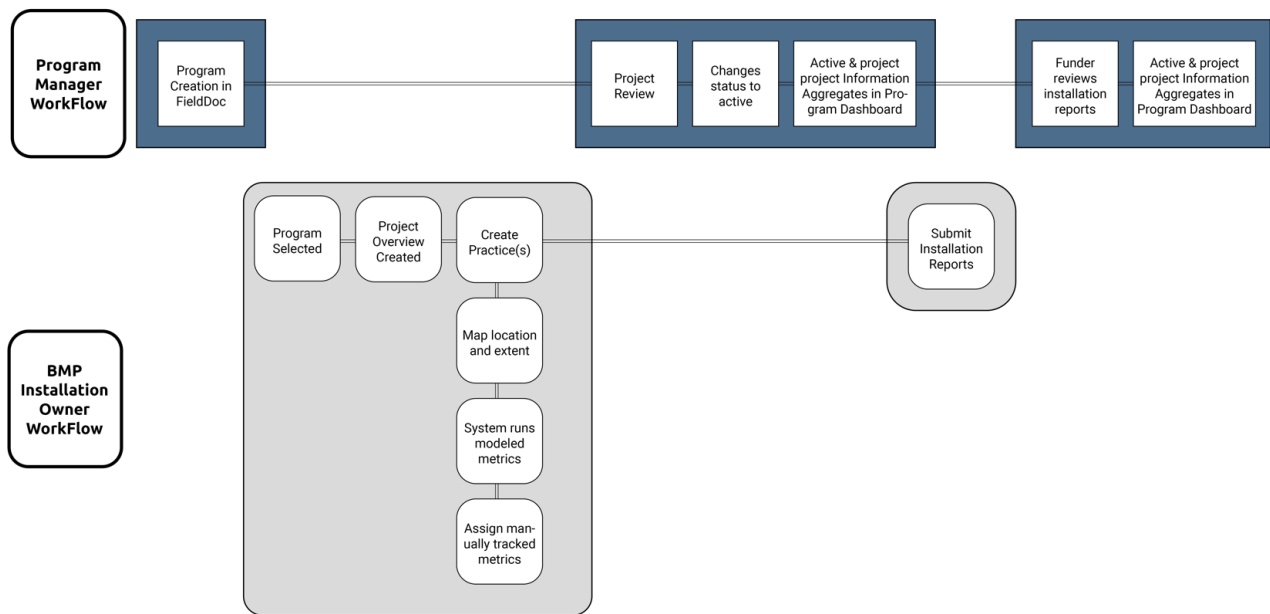 Program
Manager
WorkFlow
Program
Creation in
FieldDoc
Project
Review
Changes
status to
active
Active & project
project Information
Aggregates in Pro-
gram Dashboard
Funder
reviews
installation
reports
Active & project
project Information
Aggregates in
Program Dashboard
BMP
Installation
Owner
WorkFlow
Program
Selected
Project
Overview
Created
Create
Practice(s)
Map location
and extent
System runs
modeled
metrics
Assign man-
ually tracked
metrics
Submit
Installation
Reports